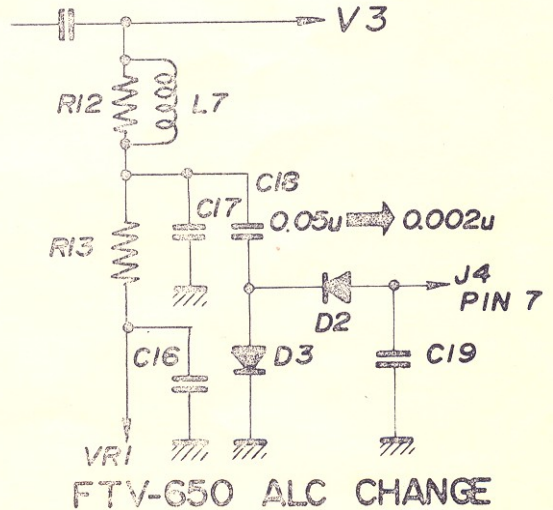 V3
R12
L7
C18
C17
0.05u
0.002u
R13
J4
PIN 7
D2
C16
D3
C19
VR1
FTV-650 ALC CHANGE